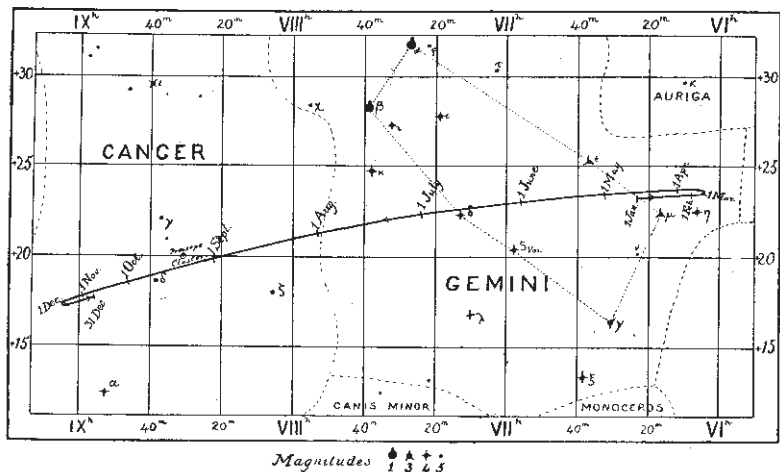 IXʰ 40ᵐ 20ᵐ VIIIʰ 40ᵐ 20ᵐ VIIʰ 40ᵐ 20ᵐ VIʰ
+30 +30
AURIGA
κ
α
β
χ
ι
CANCER
+25 +25
κ
ε
1 July
1 June
1 May
1 Jan.
1 Apr.
1 Feb.
1 Mar.
μ
η
γ
δ
1 Aug.
1 Sept.
Praesepe
Cluster
+20 +20
ζ Var.
1 Oct.
1 Nov.
1 Dec.
31 Dec
δ
ζ
GEMINI
λ
γ
+15 +15
ξ
α
CANIS MINOR
MONOCEROS
IXʰ 40ᵐ 20ᵐ VIIIʰ 40ᵐ 20ᵐ VIIʰ 40ᵐ 20ᵐ VIʰ
Magnitudes 1 3 4 5